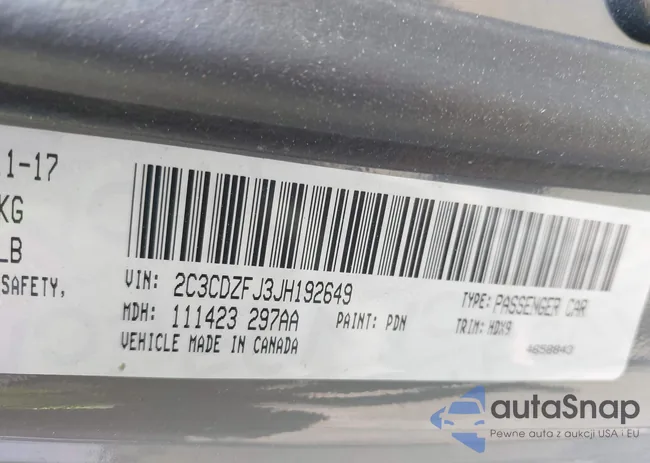 1-17
KG
LB
SAFETY,
VIN: 2C3CDZFJ3JH192649
TYPE: PASSENGER CAR
MDH: 111423 297AA
PAINT: PDN
TRIM: HDX9
VEHICLE MADE IN CANADA
4658843
autaSnap
Pewne auta z aukcji USA i EU